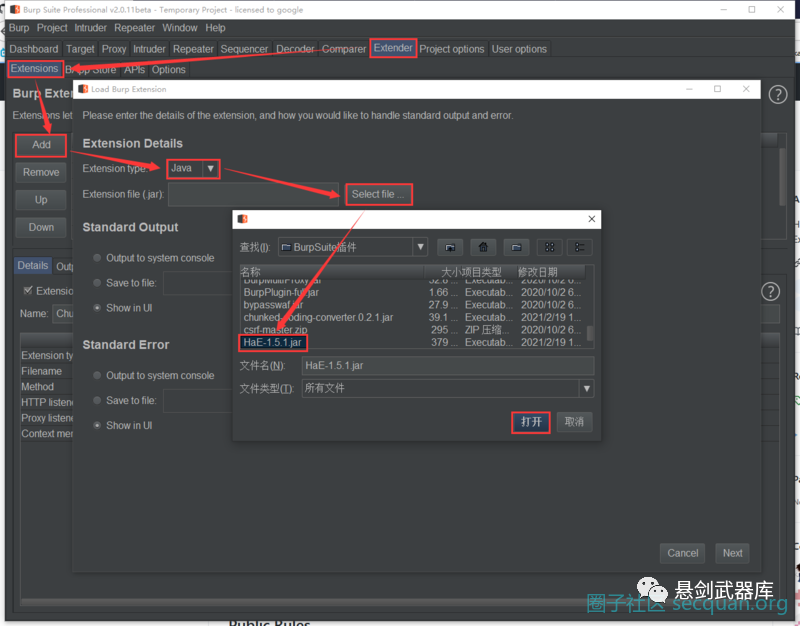 Burp Suite Professional v2.0.11beta - Temporary Project - licensed to google
Burp Project Intruder Repeater Window Help
Dashboard Target Proxy Intruder Repeater Sequencer Decoder Comparer Extender Project options User options
Extensions BApp Store APIs Options
Load Burp Extension
Burp Exte
Extensions let
Please enter the details of the extension, and how you would like to handle standard output and error.
Add
Remove
Up
Down
Extension Details
Extension type: Java
Extension file (.jar): Select file ...
Standard Output
Output to system console
Save to file:
Show in UI
Standard Error
Output to system console
Save to file:
Show in UI
Details Out
Extensio
Name: Chu
Extension ty
Filename
Method
HTTP listene
Proxy listene
Context men
查找(I): BurpSuite插件
名称 大小 项目类型 修改日期
BurpMultiProxy.jar 32.8 ... Executab... 2020/10/2 6...
BurpPlugin-full.jar 1.66 ... Executab... 2020/10/2 6...
bypasswaf.jar 27.9 ... Executab... 2020/10/2 6...
chunked-coding-converter.0.2.1.jar 39.1 ... Executab... 2021/2/19 1...
csrf-master.zip 295 ... ZIP 压缩... 2020/10/2 6...
HaE-1.5.1.jar 379 ... Executab... 2021/2/19 1...
文件名(N): HaE-1.5.1.jar
文件类型(T): 所有文件
打开 取消
Cancel Next
悬剑武器库
圈子社区 secquan.org
Public Rules